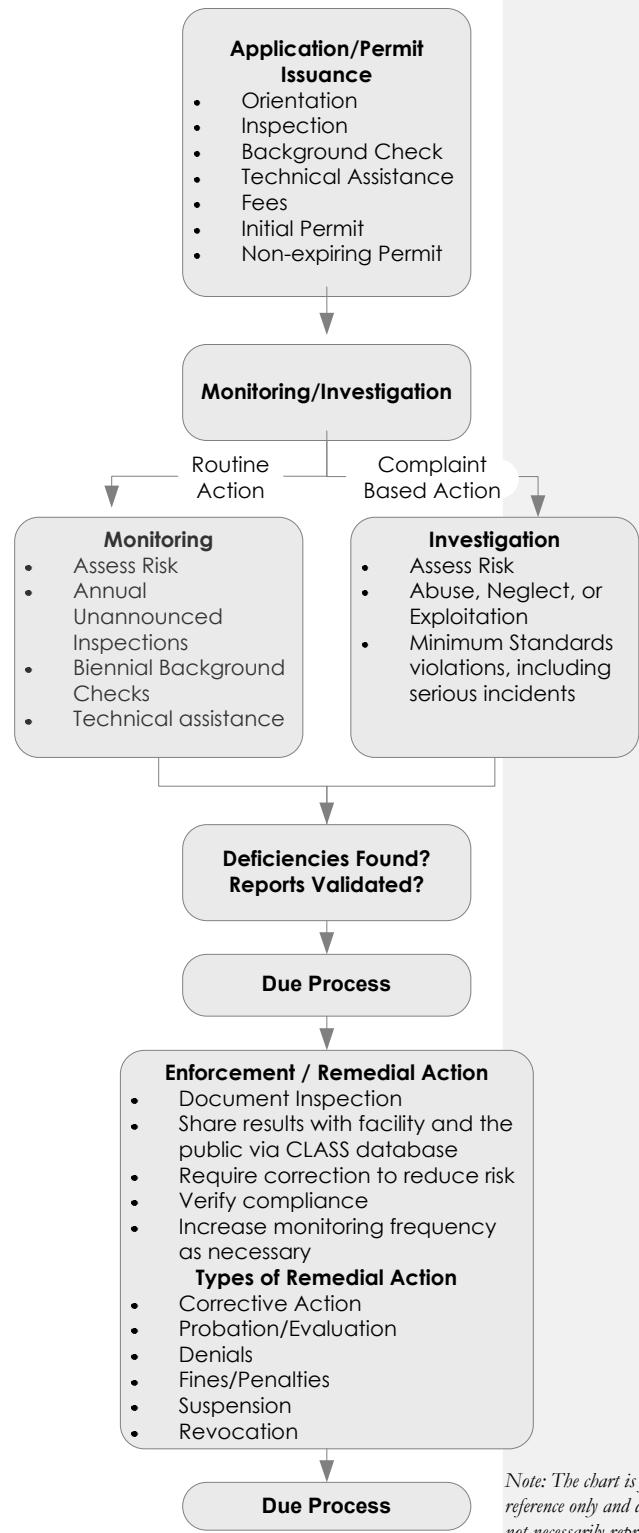 Application/Permit
Issuance
• Orientation
• Inspection
• Background Check
• Technical Assistance
• Fees
• Initial Permit
• Non-expiring Permit
Monitoring/Investigation
Routine
Action
Complaint
Based Action
Monitoring
• Assess Risk
• Annual
Unannounced
Inspections
• Biennial Background
Checks
• Technical assistance
Investigation
• Assess Risk
• Abuse, Neglect, or
Exploitation
• Minimum Standards
violations, including
serious incidents
Deficiencies Found?
Reports Validated?
Due Process
Enforcement / Remedial Action
• Document Inspection
• Share results with facility and the
public via CLASS database
• Require correction to reduce risk
• Verify compliance
• Increase monitoring frequency
as necessary
Types of Remedial Action
• Corrective Action
• Probation/Evaluation
• Denials
• Fines/Penalties
• Suspension
• Revocation
Due Process
Note: The chart is
reference only and
not necessarily